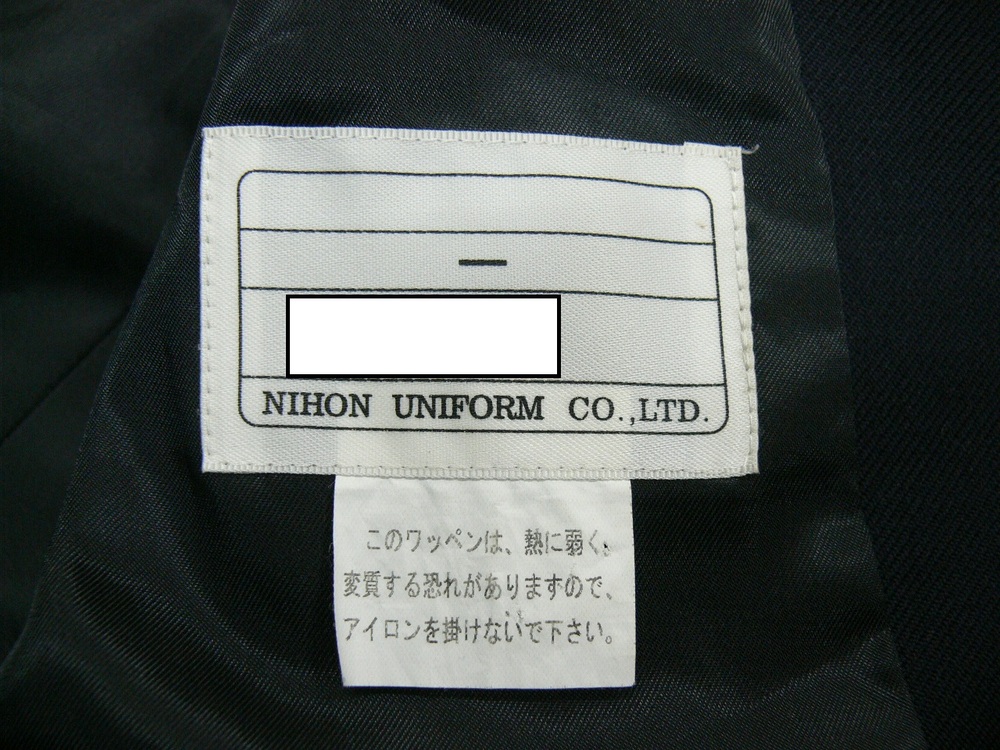 —
NIHON UNIFORM CO.,LTD.
このワッペンは、熱に弱く、
変質する恐れがありますので、
アイロンを掛けないで下さい。